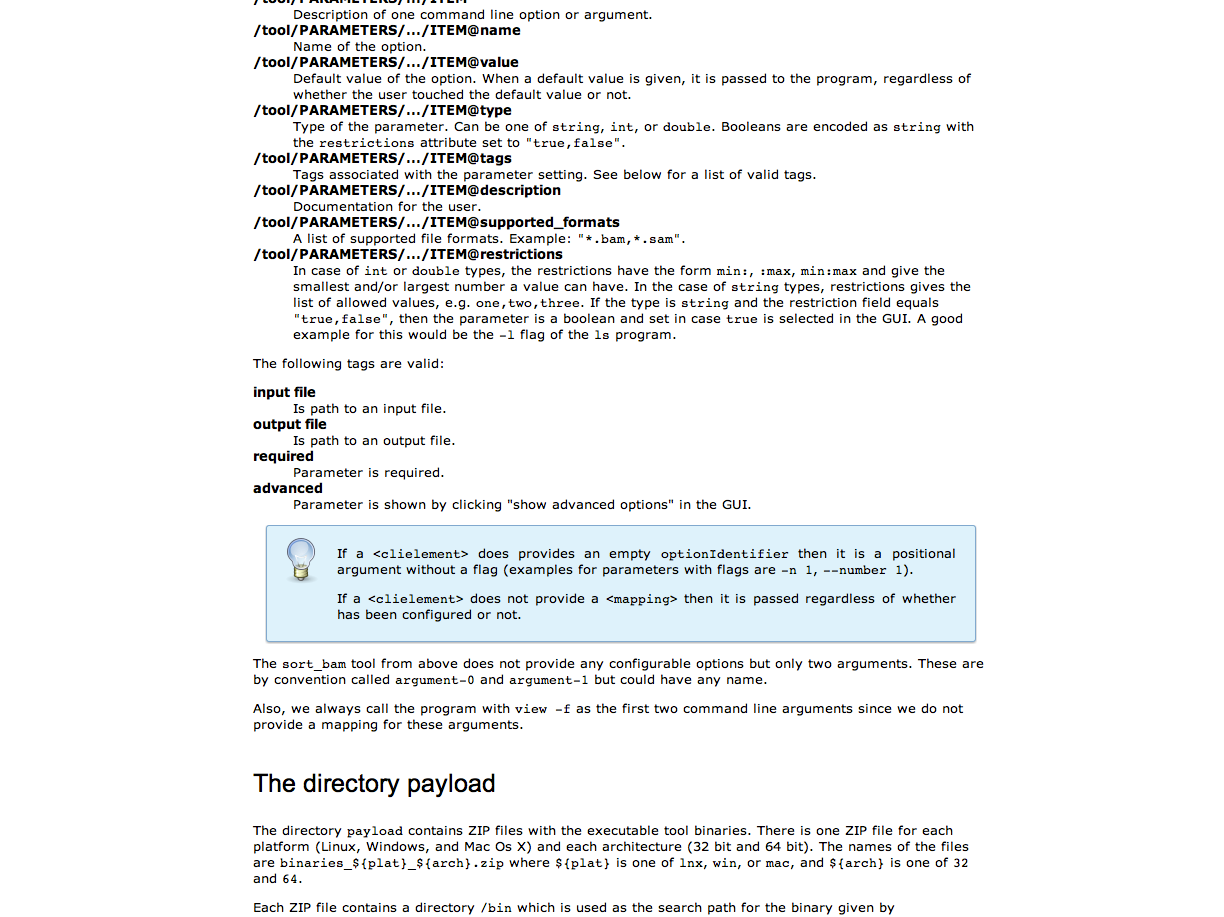 /tool/PARAMETERS/.../ITEM
Description of one command line option or argument.
/tool/PARAMETERS/.../ITEM@name
Name of the option.
/tool/PARAMETERS/.../ITEM@value
Default value of the option. When a default value is given, it is passed to the program, regardless of
whether the user touched the default value or not.
/tool/PARAMETERS/.../ITEM@type
Type of the parameter. Can be one of string, int, or double. Booleans are encoded as string with
the restrictions attribute set to "true,false".
/tool/PARAMETERS/.../ITEM@tags
Tags associated with the parameter setting. See below for a list of valid tags.
/tool/PARAMETERS/.../ITEM@description
Documentation for the user.
/tool/PARAMETERS/.../ITEM@supported_formats
A list of supported file formats. Example: "*.bam,*.sam".
/tool/PARAMETERS/.../ITEM@restrictions
In case of int or double types, the restrictions have the form min:, :max, min:max and give the
smallest and/or largest number a value can have. In the case of string types, restrictions gives the
list of allowed values, e.g. one,two,three. If the type is string and the restriction field equals
"true,false", then the parameter is a boolean and set in case true is selected in the GUI. A good
example for this would be the -l flag of the ls program.
The following tags are valid:
input file
Is path to an input file.
output file
Is path to an output file.
required
Parameter is required.
advanced
Parameter is shown by clicking "show advanced options" in the GUI.
If a <clielement> does provides an empty optionIdentifier then it is a positional
argument without a flag (examples for parameters with flags are -n 1, --number 1).
If a <clielement> does not provide a <mapping> then it is passed regardless of whether
has been configured or not.
The sort_bam tool from above does not provide any configurable options but only two arguments. These are
by convention called argument-0 and argument-1 but could have any name.
Also, we always call the program with view -f as the first two command line arguments since we do not
provide a mapping for these arguments.
The directory payload
The directory payload contains ZIP files with the executable tool binaries. There is one ZIP file for each
platform (Linux, Windows, and Mac Os X) and each architecture (32 bit and 64 bit). The names of the files
are binaries_${plat}_${arch}.zip where ${plat} is one of lnx, win, or mac, and ${arch} is one of 32
and 64.
Each ZIP file contains a directory /bin which is used as the search path for the binary given by